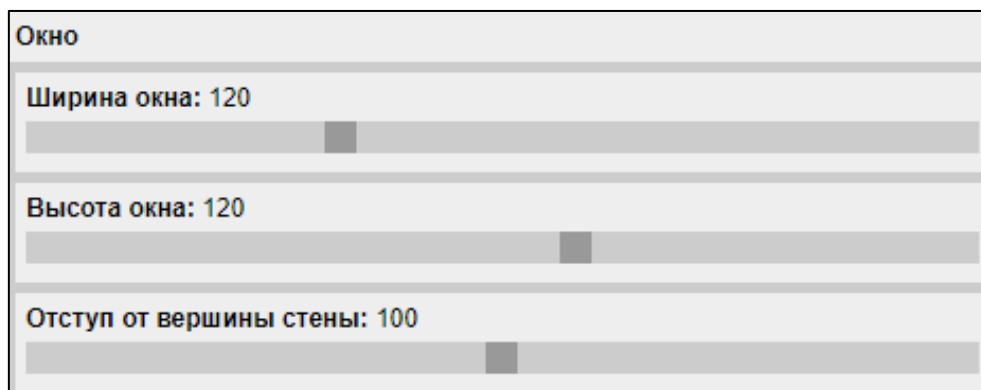 Окно
Ширина окна: 120
Высота окна: 120
Отступ от вершины стены: 100